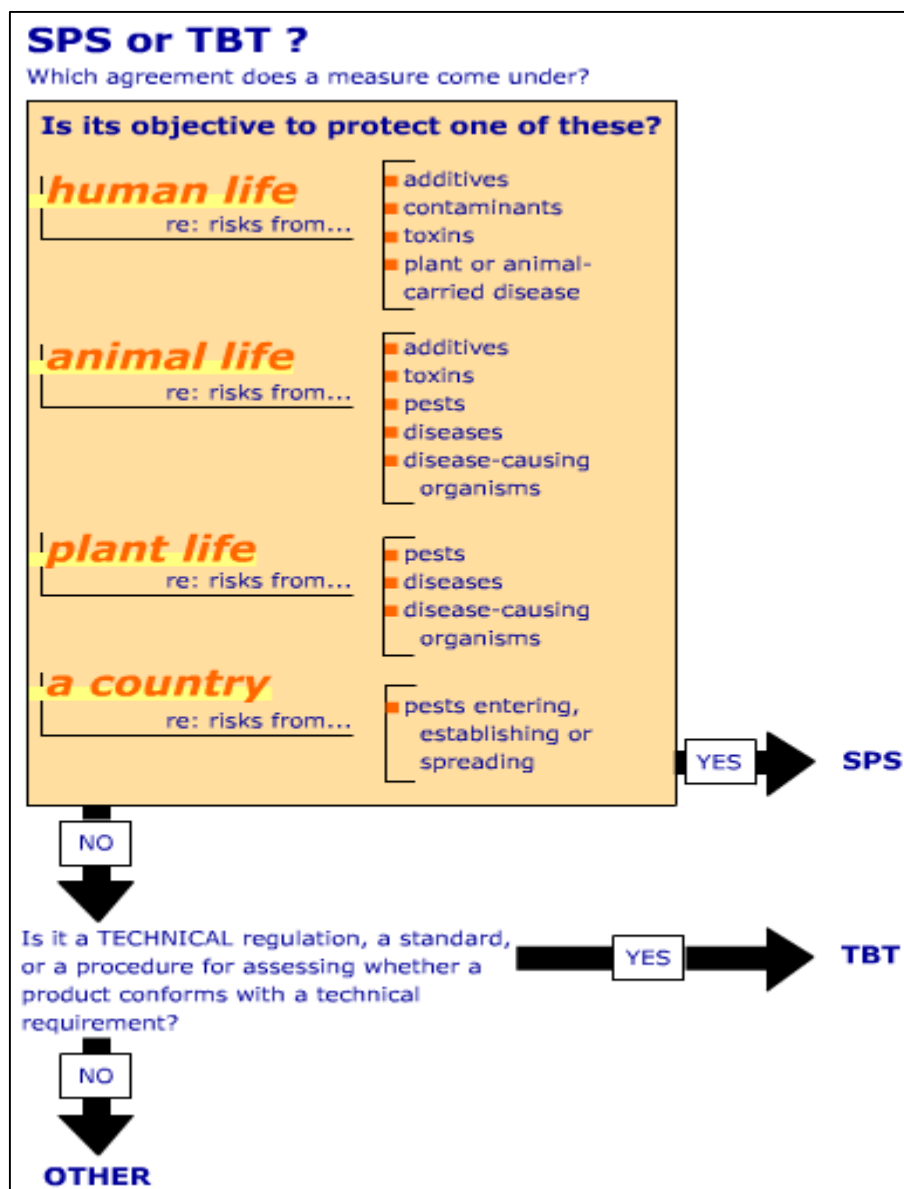 SPS or TBT ?
Which agreement does a measure come under?
Is its objective to protect one of these?
human life
re: risks from...
additives
contaminants
toxins
plant or animal-
carried disease
animal life
re: risks from...
additives
toxins
pests
diseases
disease-causing
organisms
plant life
re: risks from...
pests
diseases
disease-causing
organisms
a country
re: risks from...
pests entering,
establishing or
spreading
YES
SPS
NO
Is it a TECHNICAL regulation, a standard,
or a procedure for assessing whether a
product conforms with a technical
requirement?
YES
TBT
NO
OTHER